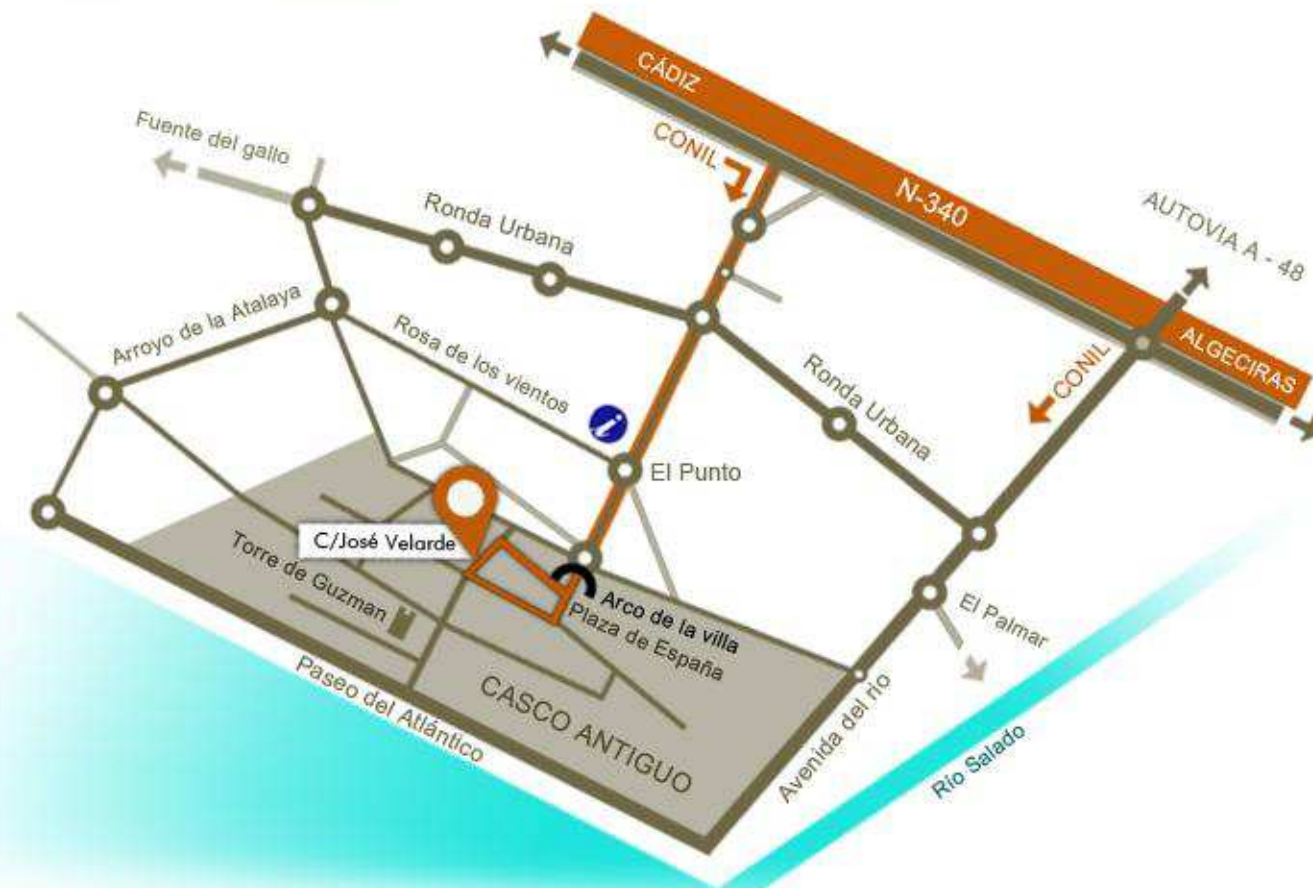 CÁDIZ
Fuente del gallo
CONIL
N-340
AUTOVIA A - 48
Ronda Urbana
Arroyo de la Atalaya
Rosa de los vientos
ALGECIRAS
CONIL
Ronda Urbana
i
El Punto
C/José Velarde
Torre de Guzman
Arco de la villa
Plaza de España
El Palmar
CASCO ANTIGUO
Paseo del Atlántico
Avenida del rio
Río Salado